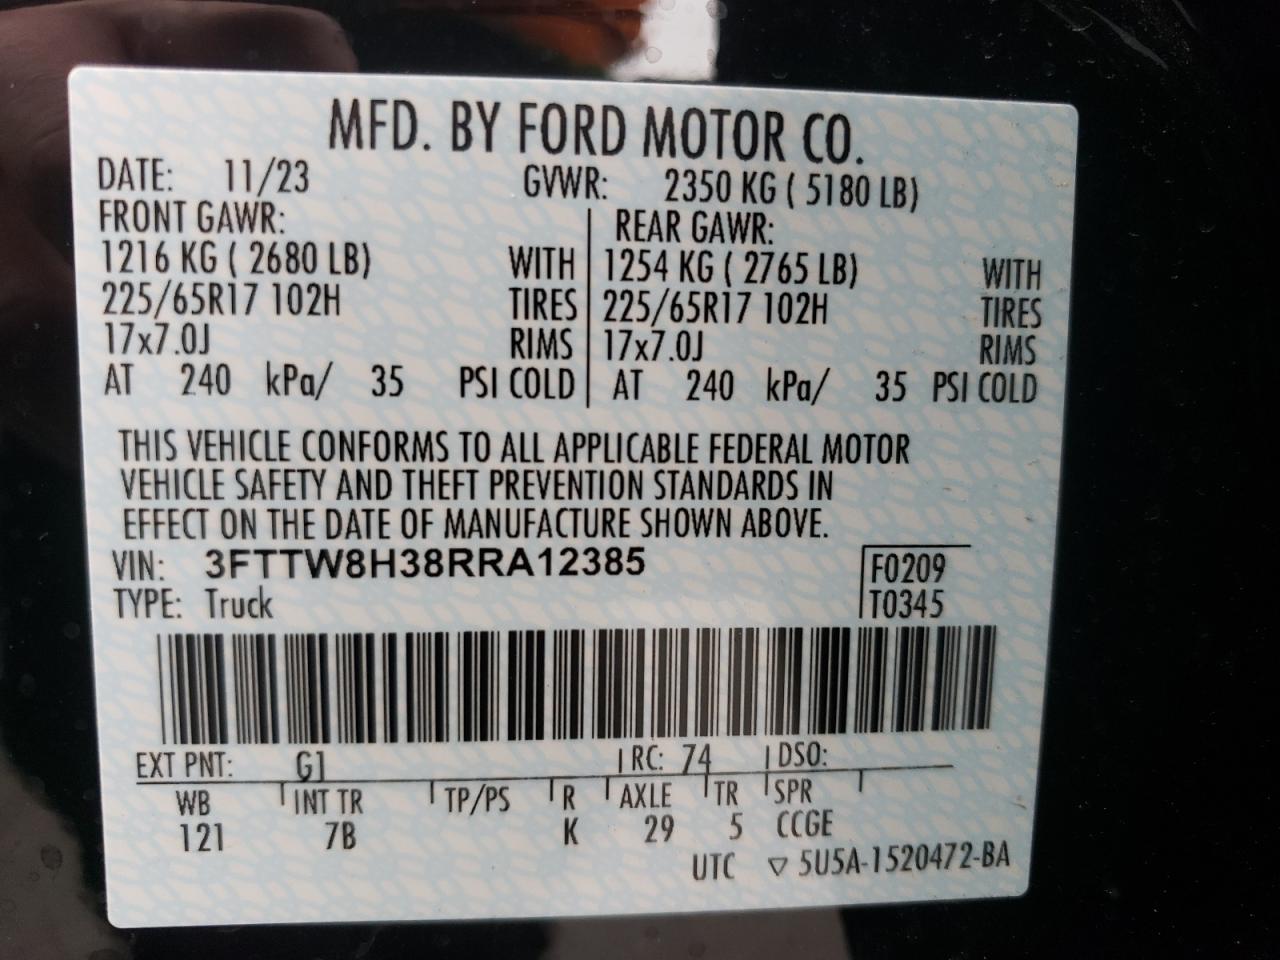 MFD. BY FORD MOTOR CO.
DATE: 11/23 GVWR: 2350 KG ( 5180 LB)
FRONT GAWR: REAR GAWR:
1216 KG ( 2680 LB) WITH 1254 KG ( 2765 LB) WITH
225/65R17 102H TIRES 225/65R17 102H TIRES
17x7.0J RIMS 17x7.0J RIMS
AT 240 kPa/ 35 PSI COLD AT 240 kPa/ 35 PSI COLD
THIS VEHICLE CONFORMS TO ALL APPLICABLE FEDERAL MOTOR
VEHICLE SAFETY AND THEFT PREVENTION STANDARDS IN
EFFECT ON THE DATE OF MANUFACTURE SHOWN ABOVE.
VIN: 3FTTW8H38RRA12385 F0209
TYPE: Truck T0345
EXT PNT: G1 RC: 74 DSO:
WB INT TR TP/PS R AXLE TR SPR
121 7B K 29 5 CCGE
UTC ▽ 5U5A-1520472-BA